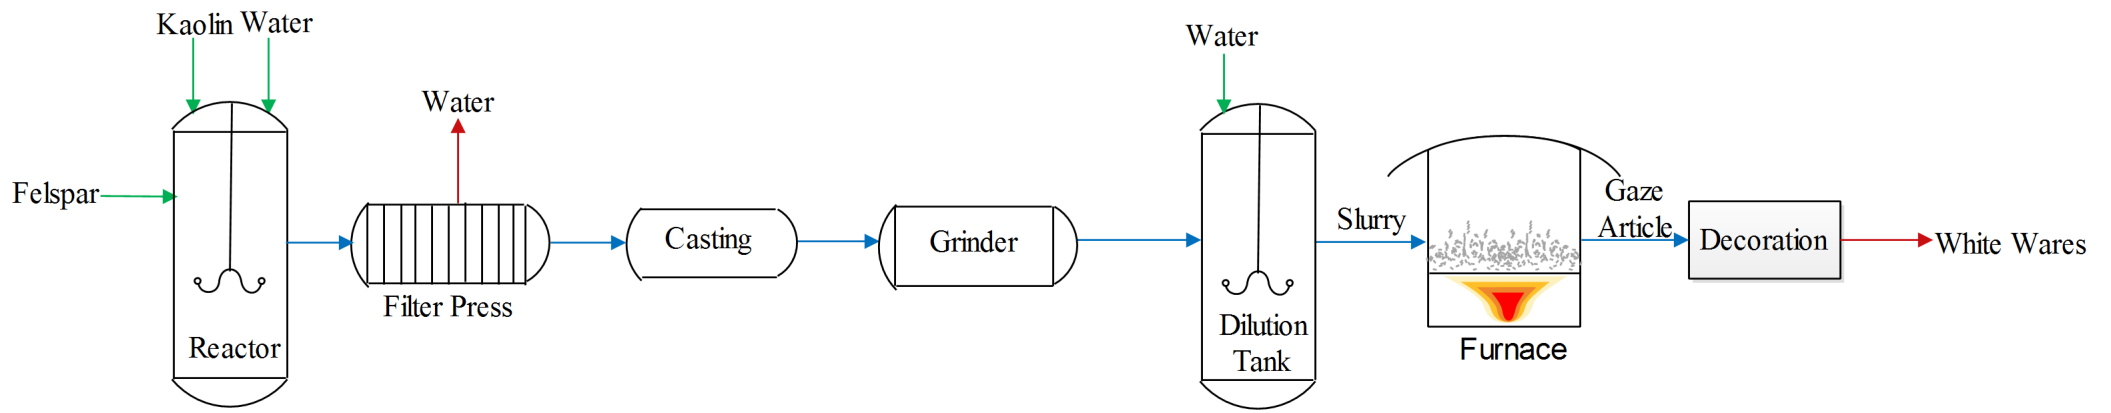 Kaolin Water
Felspar
Reactor
Water
Filter Press
Casting
Grinder
Water
Dilution
Tank
Slurry
Furnace
Gaze
Article
Decoration
White Wares